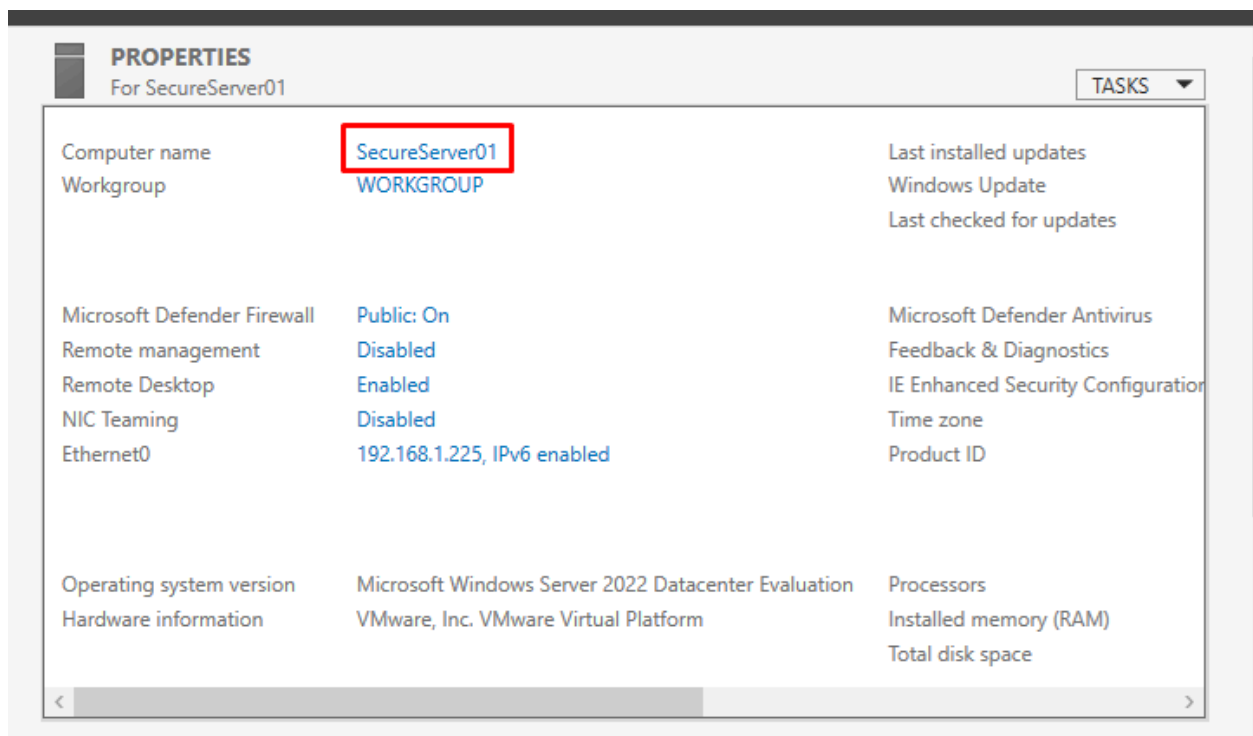 PROPERTIES
For SecureServer01
TASKS
Computer name SecureServer01 Last installed updates
Workgroup WORKGROUP Windows Update
Last checked for updates
Microsoft Defender Firewall Public: On Microsoft Defender Antivirus
Remote management Disabled Feedback & Diagnostics
Remote Desktop Enabled IE Enhanced Security Configuration
NIC Teaming Disabled Time zone
Ethernet0 192.168.1.225, IPv6 enabled Product ID
Operating system version Microsoft Windows Server 2022 Datacenter Evaluation Processors
Hardware information VMware, Inc. VMware Virtual Platform Installed memory (RAM)
Total disk space